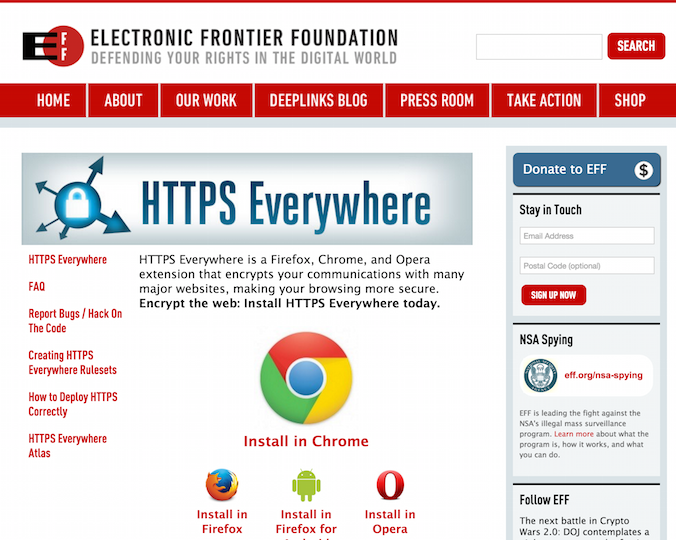 E
F
F
ELECTRONIC FRONTIER FOUNDATION
DEFENDING YOUR RIGHTS IN THE DIGITAL WORLD
SEARCH
HOME
ABOUT
OUR WORK
DEEPLINKS BLOG
PRESS ROOM
TAKE ACTION
SHOP
HTTPS Everywhere
HTTPS Everywhere
FAQ
Report Bugs / Hack On
The Code
Creating HTTPS
Everywhere Rulesets
How to Deploy HTTPS
Correctly
HTTPS Everywhere
Atlas
HTTPS Everywhere is a Firefox, Chrome, and Opera
extension that encrypts your communications with many
major websites, making your browsing more secure.
Encrypt the web: Install HTTPS Everywhere today.
Install in Chrome
Install in
Firefox
Install in
Firefox for
Install in
Opera
Donate to EFF
$
Stay in Touch
Email Address
Postal Code (optional)
SIGN UP NOW
NSA Spying
eff.org/nsa-spying
EFF is leading the fight against the
NSA's illegal mass surveillance
program. Learn more about what the
program is, how it works, and what
you can do.
Follow EFF
The next battle in Crypto
Wars 2.0: DOJ contemplates a